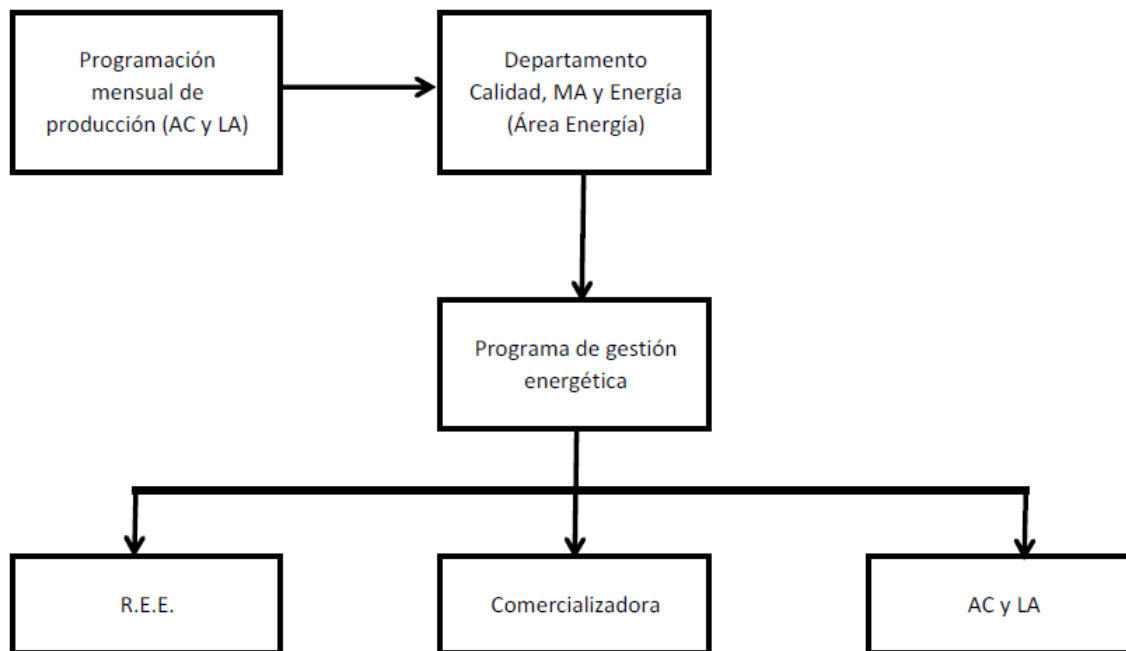 Programación
mensual de
producción (AC y LA)
Departamento
Calidad, MA y Energía
(Área Energía)
Programa de gestión
energética
R.E.E.
Comercializadora
AC y LA